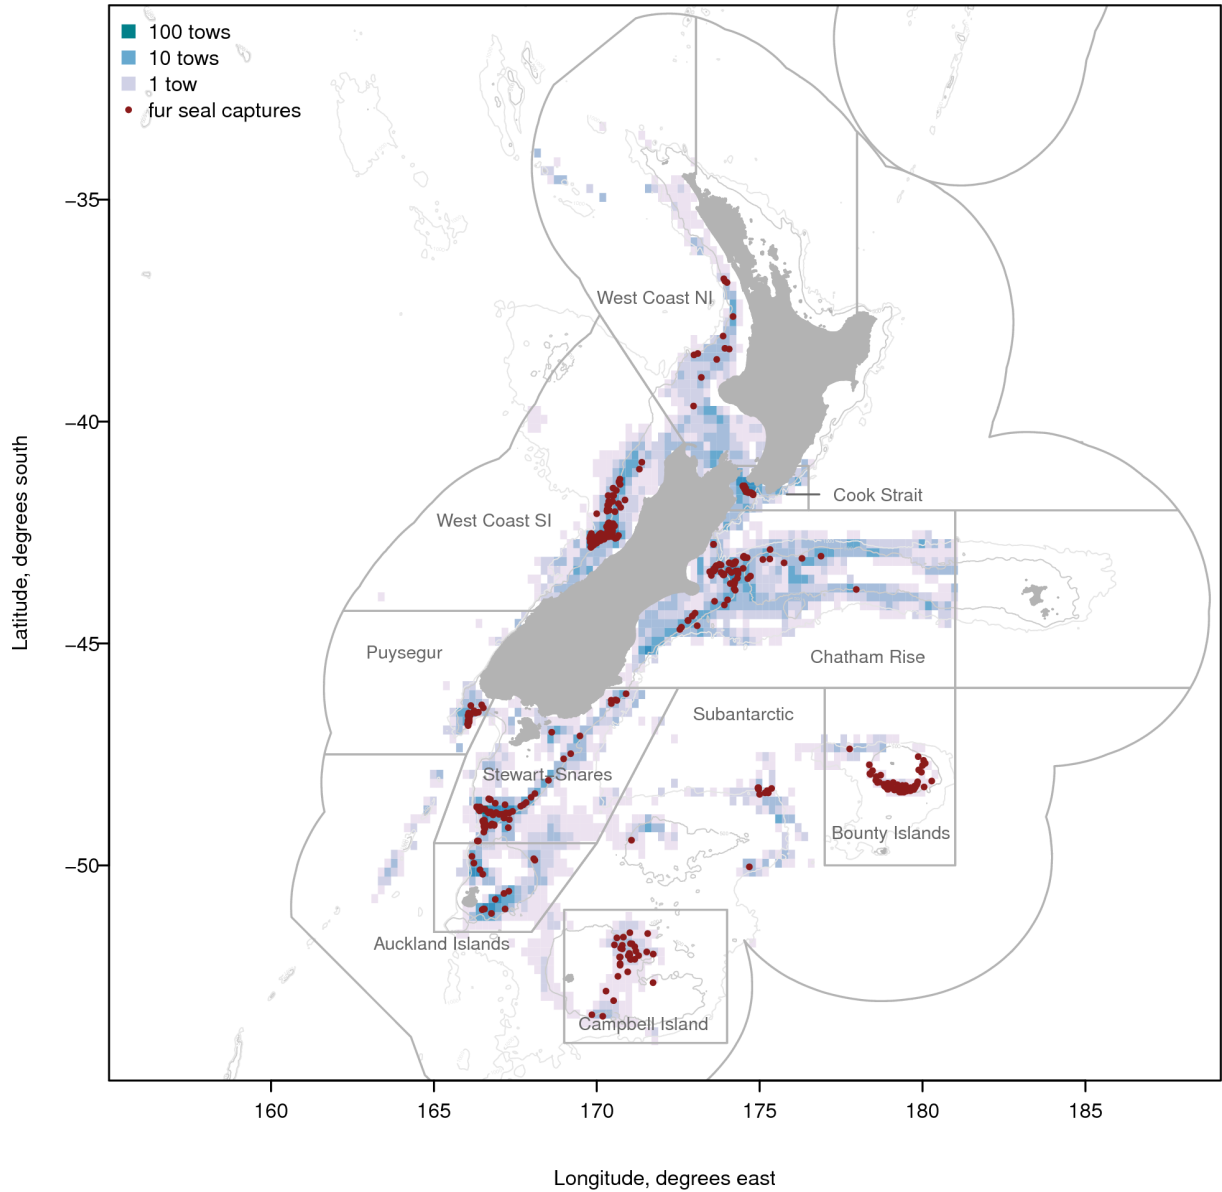 100 tows
10 tows
1 tow
fur seal captures
−35
West Coast NI
−40
Cook Strait
West Coast SI
−45
Puysegur
Chatham Rise
Subantarctic
Stewart-Snares
Bounty Islands
−50
Auckland Islands
Campbell Island
160
165
170
175
180
185
Longitude, degrees east
Latitude, degrees south